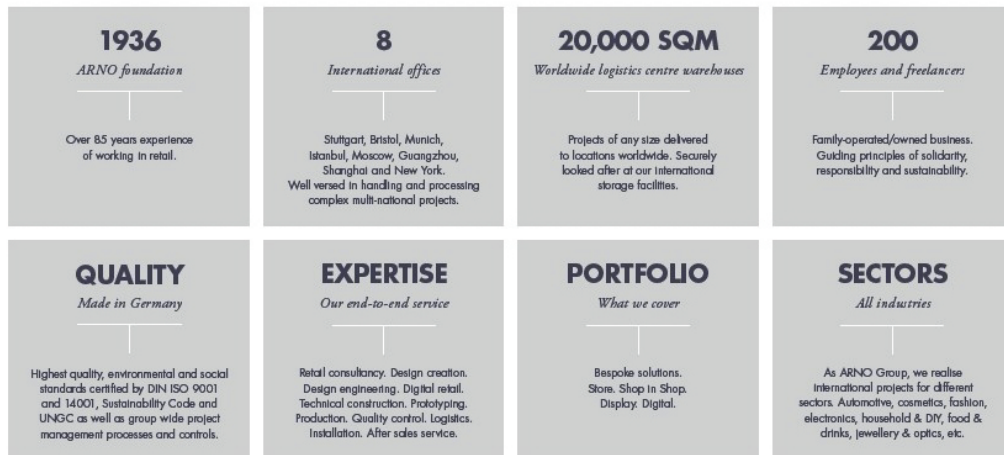 1936
ARNO foundation
Over 85 years experience
of working in retail.
8
International offices
Stuttgart, Bristol, Munich,
Istanbul, Moscow, Guangzhou,
Shanghai and New York.
Well versed in handling and processing
complex multi-national projects.
20,000 SQM
Worldwide logistics centre warehouses
Projects of any size delivered
to locations worldwide. Securely
looked after at our international
storage facilities.
200
Employees and freelancers
Family-operated/owned business.
Guiding principles of solidarity,
responsibility and sustainability.
QUALITY
Made in Germany
Highest quality, environmental and social
standards certified by DIN ISO 9001
and 14001, Sustainability Code and
UNGC as well as group wide project
management processes and controls.
EXPERTISE
Our end-to-end service
Retail consultancy. Design creation.
Design engineering. Digital retail.
Technical construction. Prototyping.
Production. Quality control. Logistics.
Installation. After sales service.
PORTFOLIO
What we cover
Bespoke solutions.
Store. Shop in Shop.
Display. Digital.
SECTORS
All industries
As ARNO Group, we realise
international projects for different
sectors. Automotive, cosmetics, fashion,
electronics, household & DIY, food &
drinks, jewellery & optics, etc.